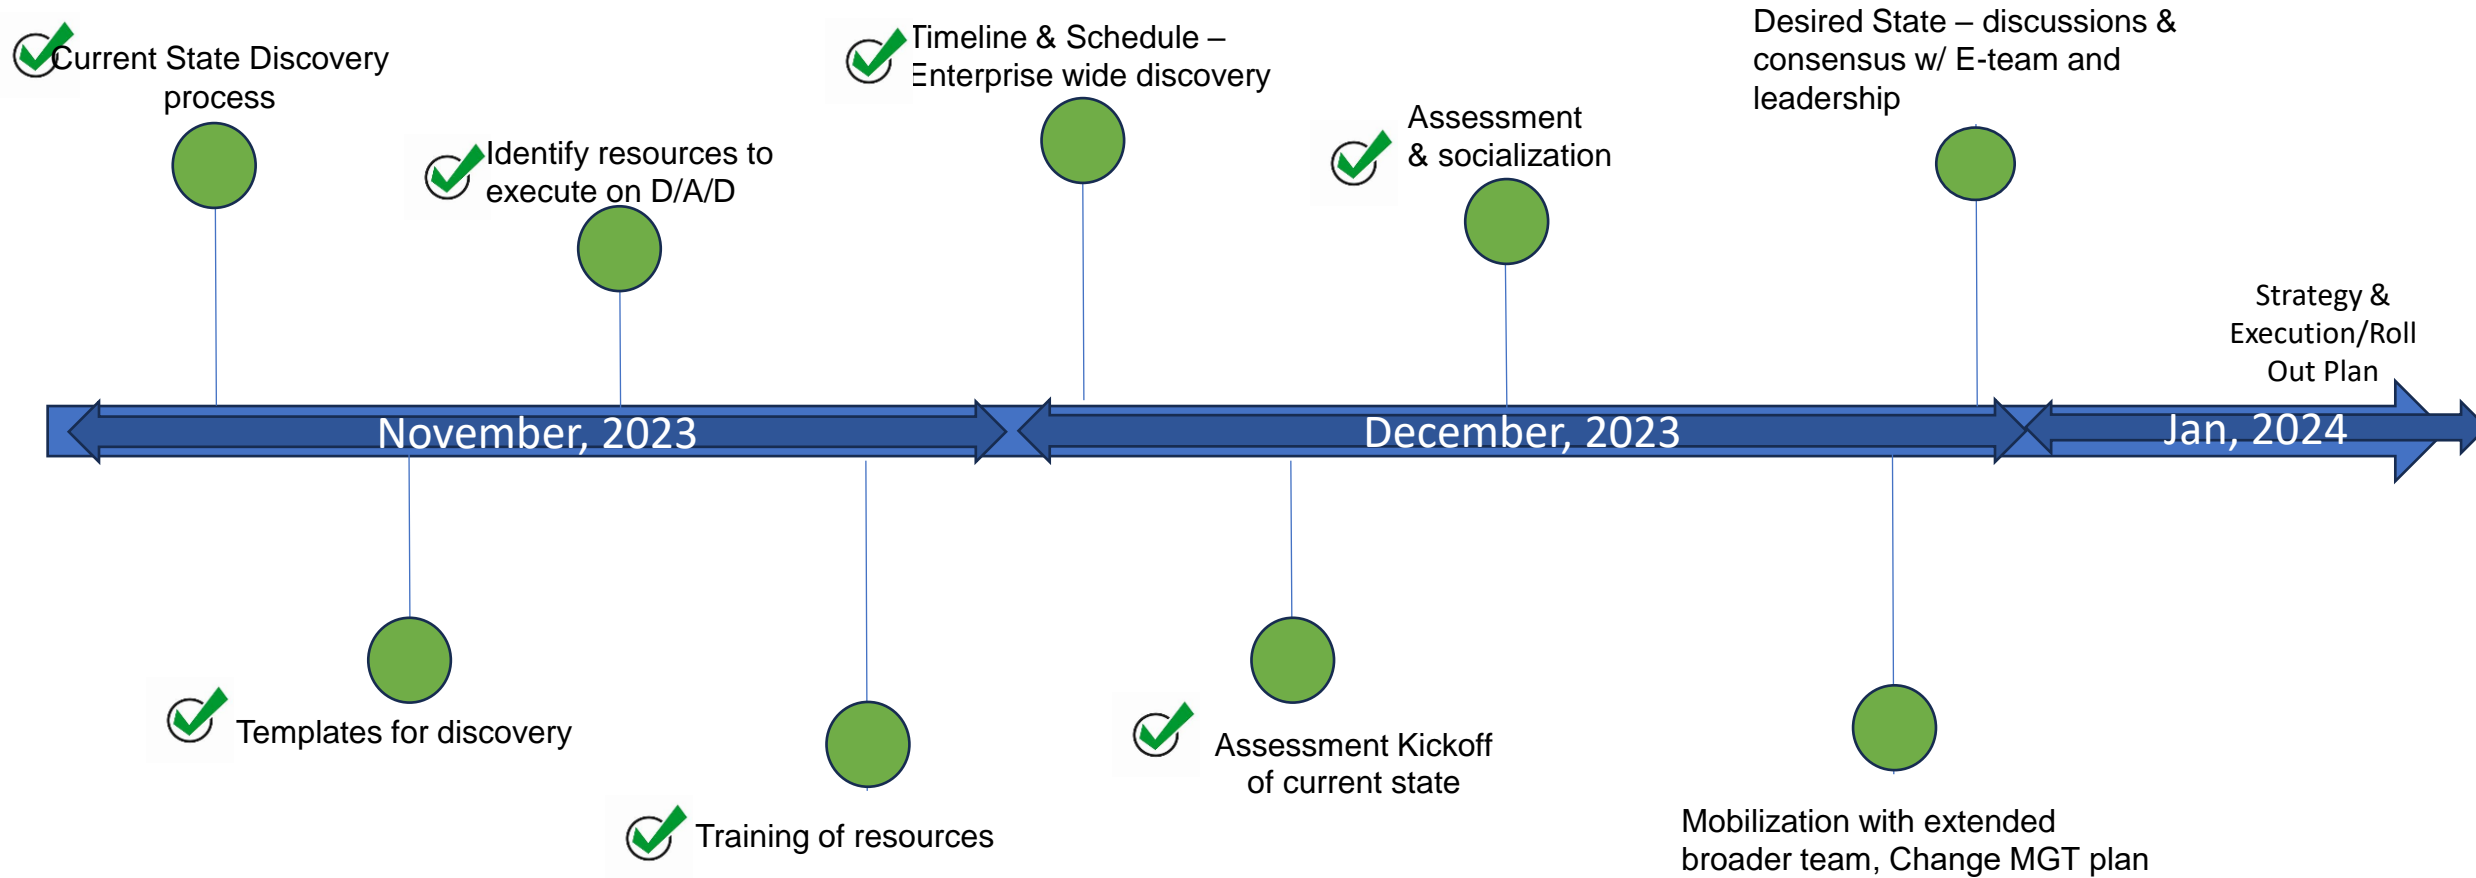 Current State Discovery
process
Identify resources to
execute on D/A/D
Timeline & Schedule –
Enterprise wide discovery
Assessment
& socialization
Desired State – discussions &
consensus w/ E-team and
leadership
Strategy &
Execution/Roll
Out Plan
November, 2023
December, 2023
Jan, 2024
Templates for discovery
Training of resources
Assessment Kickoff
of current state
Mobilization with extended
broader team, Change MGT plan